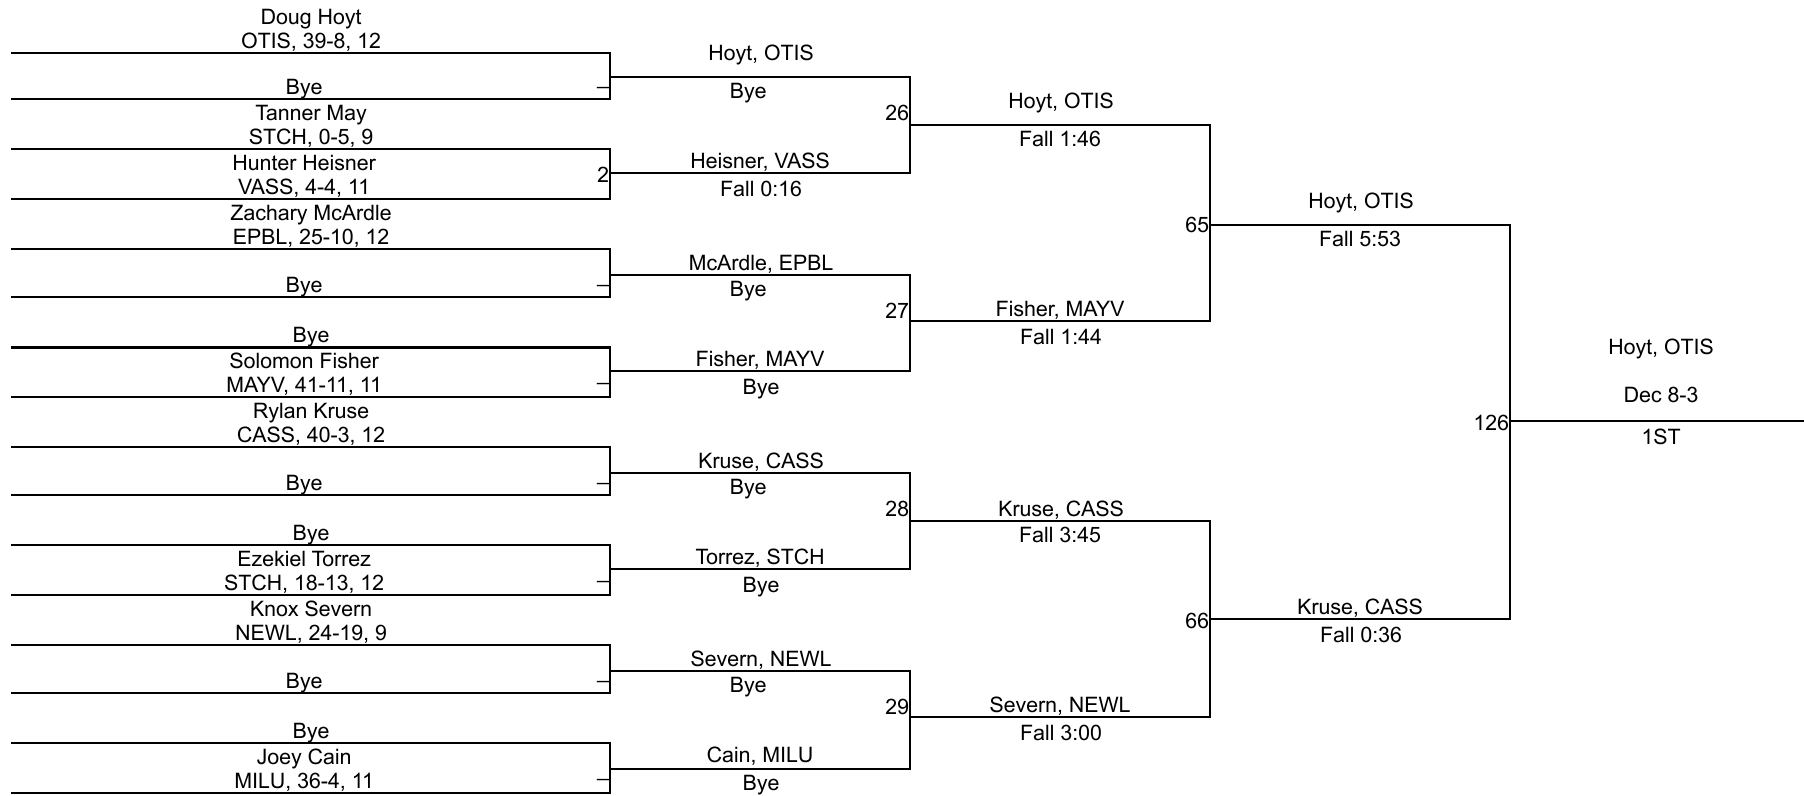 Doug Hoyt
OTIS, 39-8, 12
Bye
Tanner May
STCH, 0-5, 9
Hunter Heisner
VASS, 4-4, 11
2
Zachary McArdle
EPBL, 25-10, 12
Bye
Bye
Solomon Fisher
MAYV, 41-11, 11
Rylan Kruse
CASS, 40-3, 12
Bye
Bye
Ezekiel Torrez
STCH, 18-13, 12
Knox Severn
NEWL, 24-19, 9
Bye
Bye
Joey Cain
MILU, 36-4, 11
Hoyt, OTIS
Bye
26
Heisner, VASS
Fall 0:16
McArdle, EPBL
Bye
27
Fisher, MAYV
Bye
Kruse, CASS
Bye
28
Torrez, STCH
Bye
Severn, NEWL
Bye
29
Cain, MILU
Bye
Hoyt, OTIS
Fall 1:46
65
Fisher, MAYV
Fall 1:44
Kruse, CASS
Fall 3:45
66
Severn, NEWL
Fall 3:00
Hoyt, OTIS
Fall 5:53
126
Kruse, CASS
Fall 0:36
Hoyt, OTIS
Dec 8-3
1ST